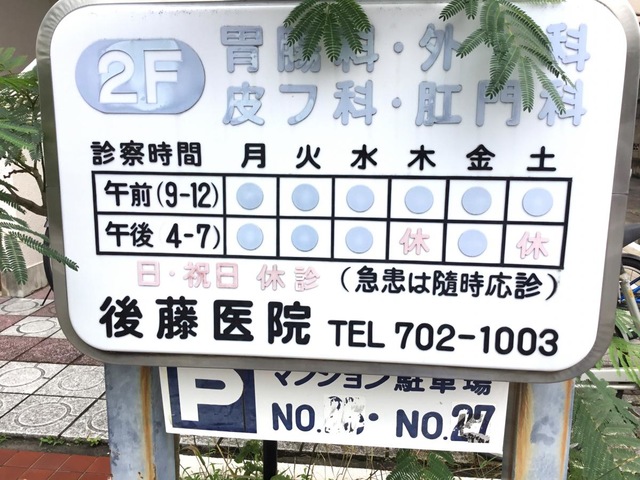 2F
胃腸科・外 科
皮フ科・肛門科
診察時間 月 火 水 木 金 土
午前(9-12)
午後 4-7) 休 休
日・祝日 休診 (急患は随時応診)
後藤医院 TEL 702-1003
P マンション駐車場
NO. ・ NO.27